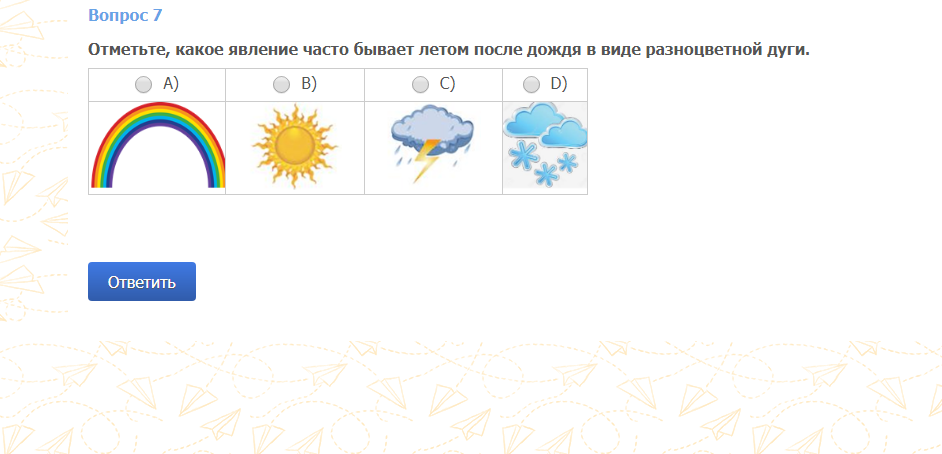 Вопрос 7
Отметьте, какое явление часто бывает летом после дождя в виде разноцветной дуги.
A) B) C) D)
Ответить